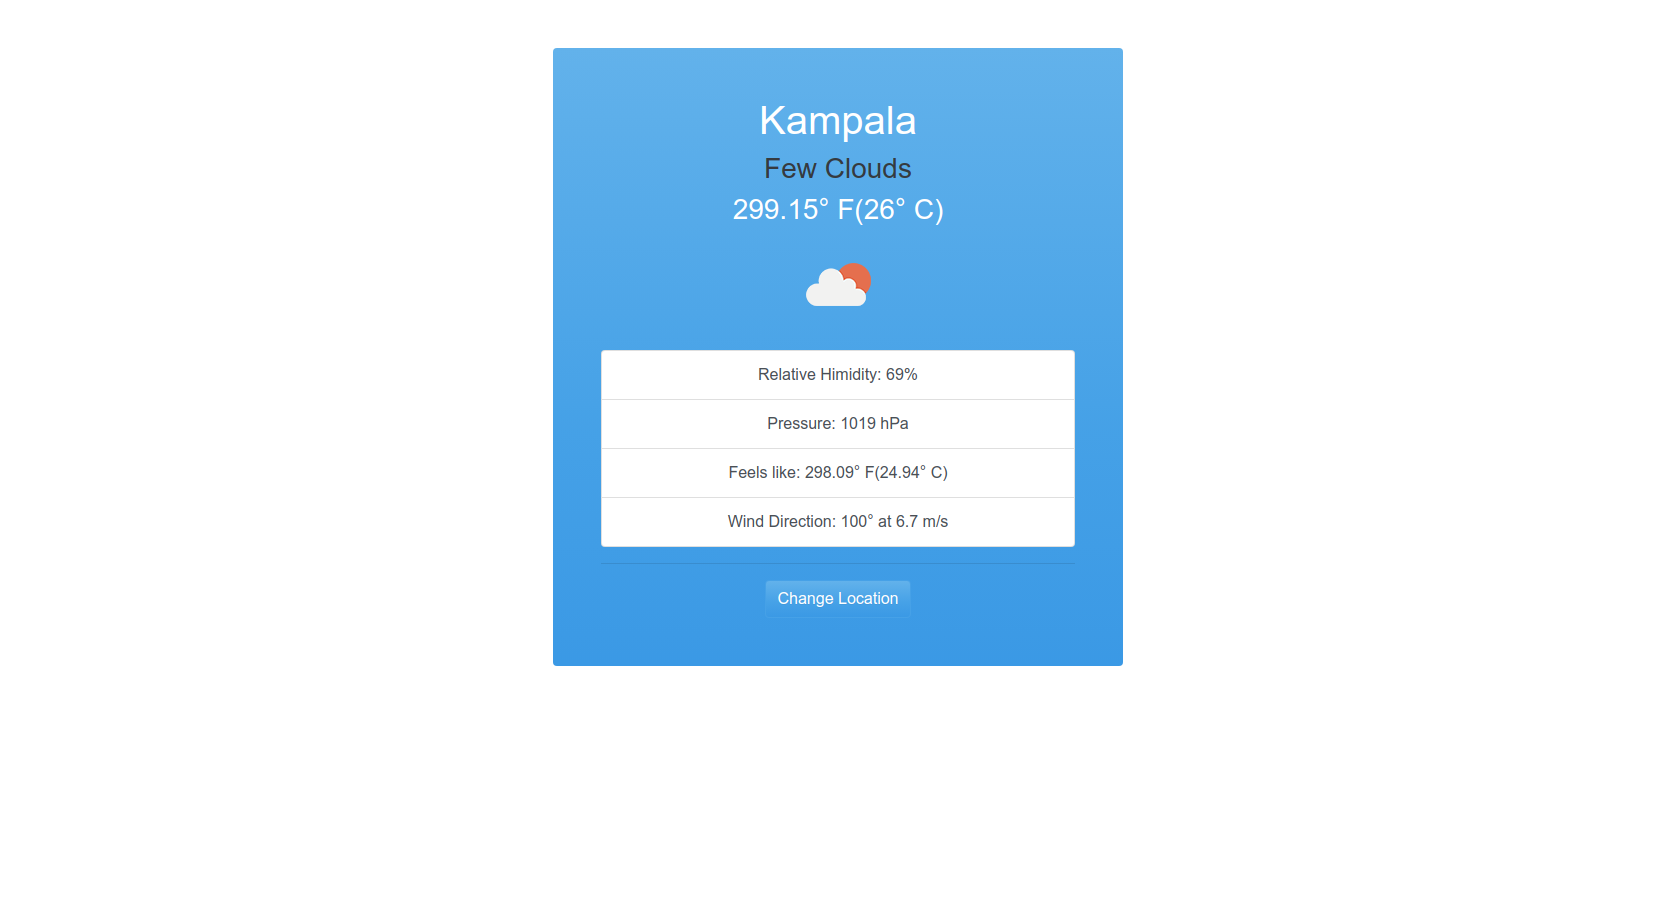 Kampala
Few Clouds
299.15° F(26° C)
Relative Himidity: 69%
Pressure: 1019 hPa
Feels like: 298.09° F(24.94° C)
Wind Direction: 100° at 6.7 m/s
Change Location